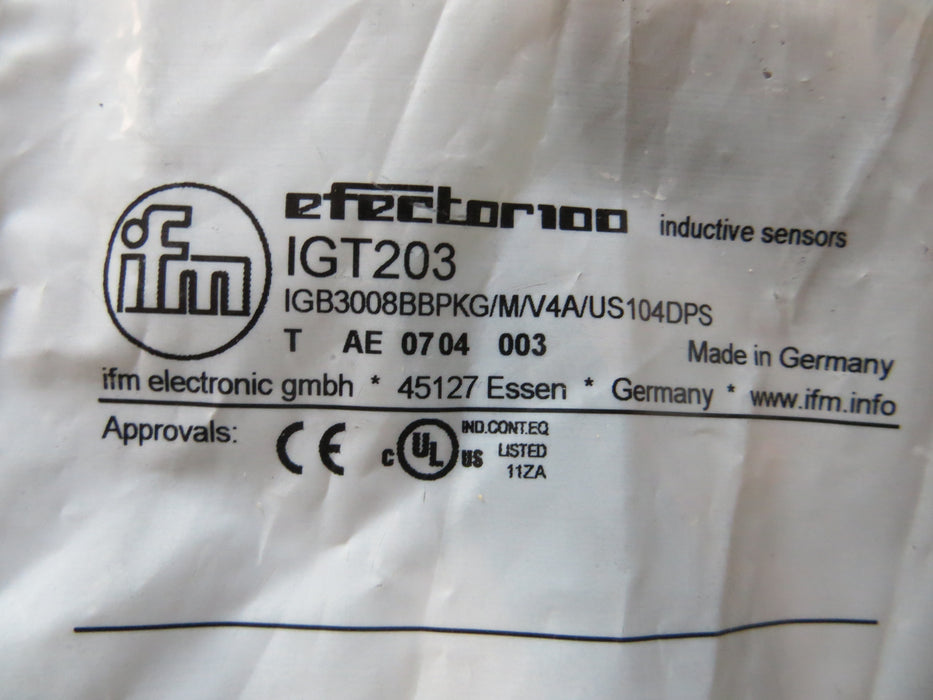 ifm
efector100 inductive sensors
IGT203
IGB3008BBPKG/M/V4A/US104DPS
T AE 0704 003 Made in Germany
ifm electronic gmbh * 45127 Essen * Germany * www.ifm.info
Approvals: CE c UL us IND.CONT.EQ
LISTED
11ZA